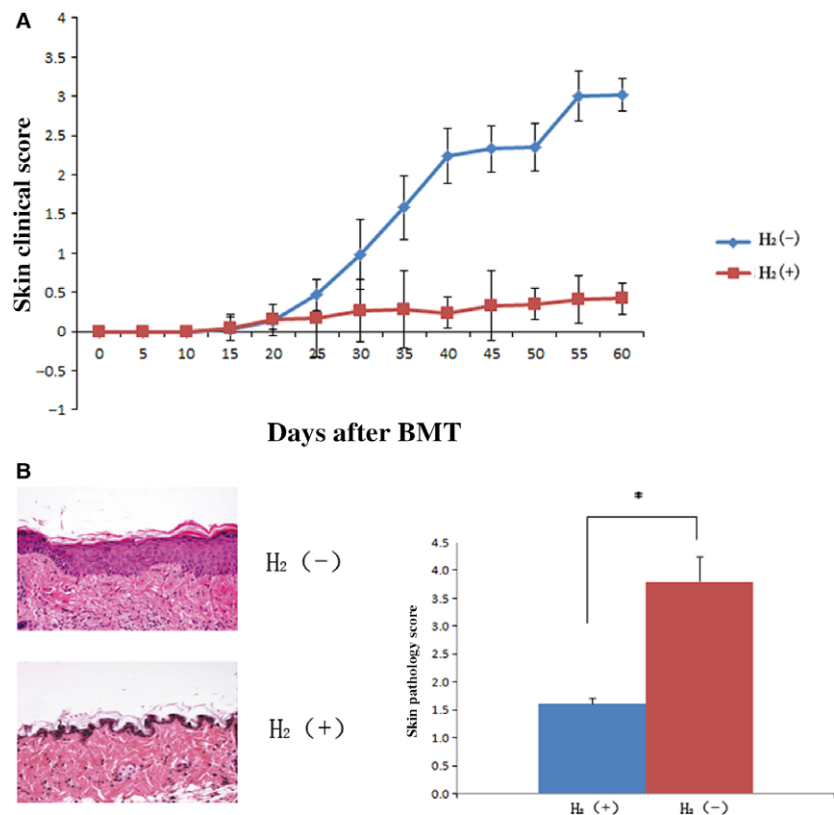 A
4
3.5
3
2.5
2
1.5
1
0.5
0
−0.5
−1
Skin clinical score
0 5 10 15 20 25 30 35 40 45 50 55 60
Days after BMT
H₂(−)
H₂(+)
B
H₂ (−)
H₂ (+)
*
4.5
4.0
3.5
3.0
2.5
2.0
1.5
1.0
0.5
0.0
Skin pathology score
H₂ (+) H₂ (−)